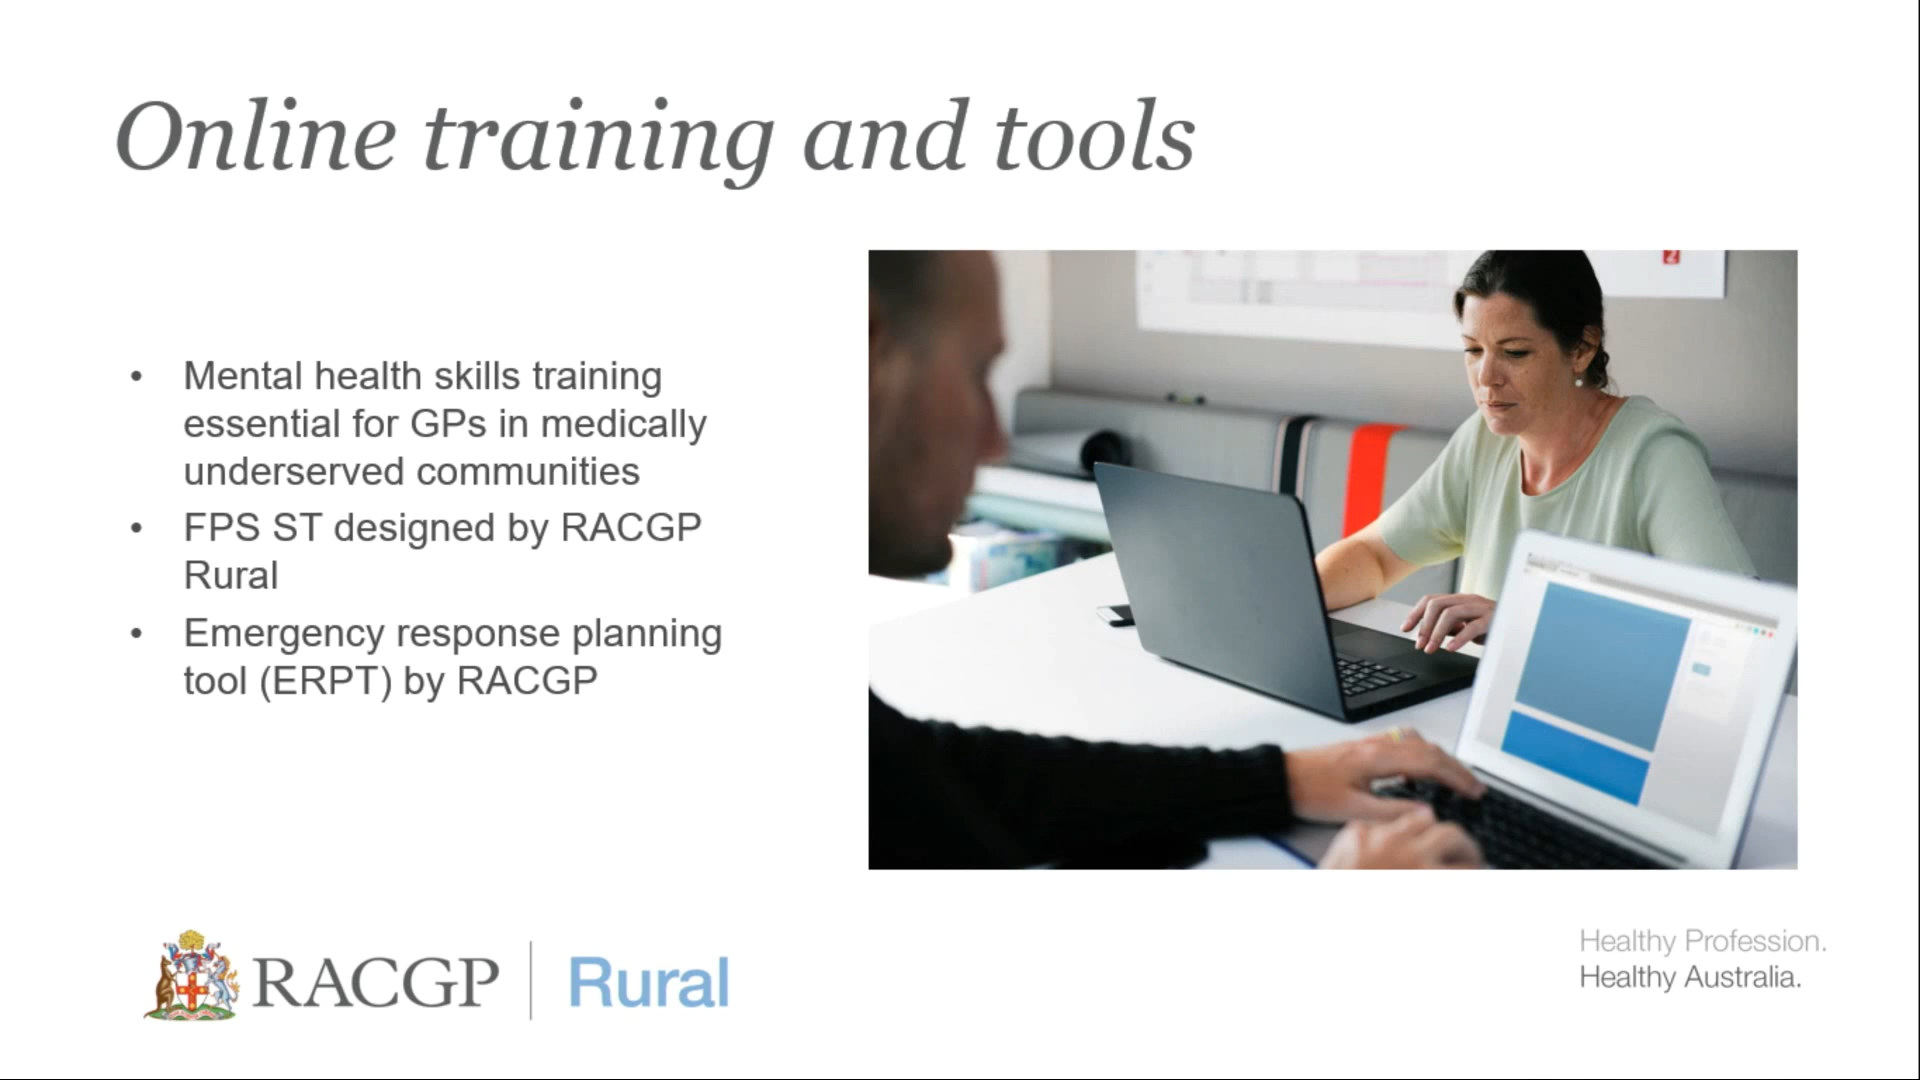 Online training and tools
• Mental health skills training
essential for GPs in medically
underserved communities
• FPS ST designed by RACGP
Rural
• Emergency response planning
tool (ERPT) by RACGP
2
RACGP
Rural
Healthy Profession.
Healthy Australia.